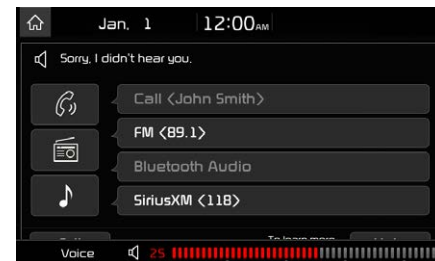 Jan. 1 12:00AM
Sorry, I didn't hear you.
Call <John Smith>
FM <89.1>
Bluetooth Audio
SiriusXM <118>
To learn more
Voice 25